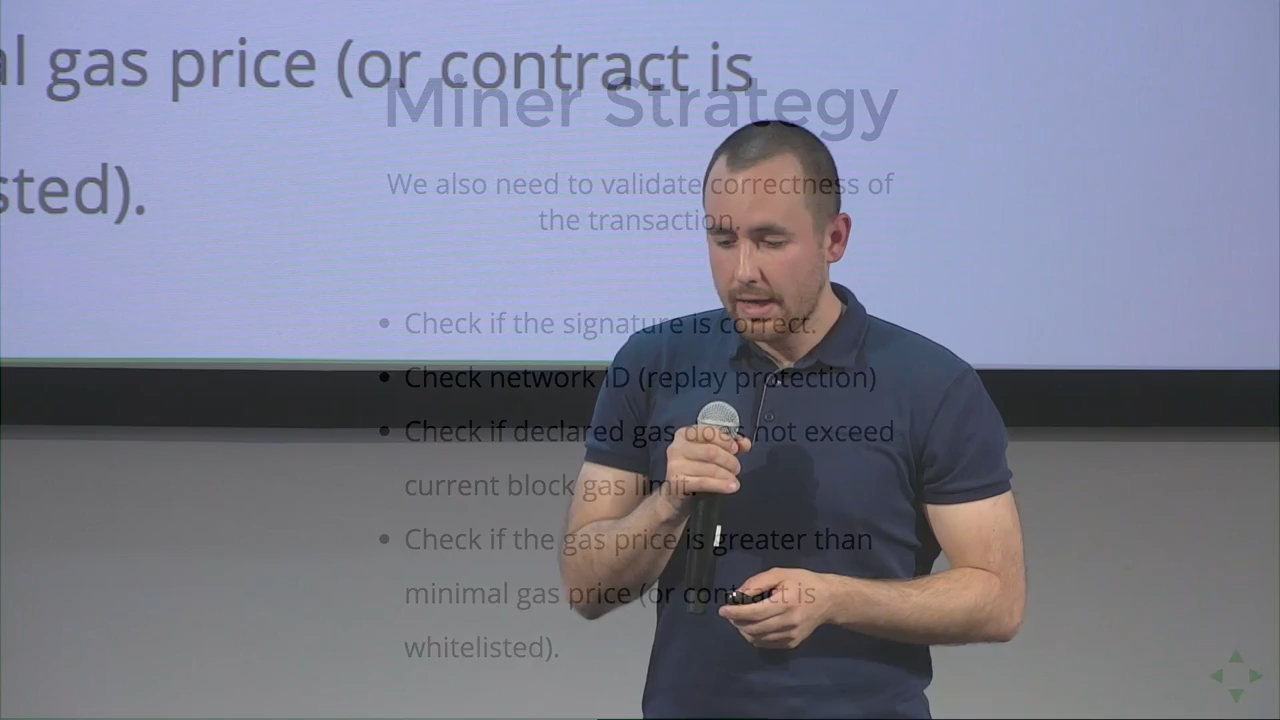 al gas price (or contract is
sted).
Miner Strategy
We also need to validate correctness of
the transaction.
Check if the signature is correct.
Check network ID (replay protection)
Check if declared gas does not exceed
current block gas limit.
Check if the gas price is greater than
minimal gas price (or contract is
whitelisted).